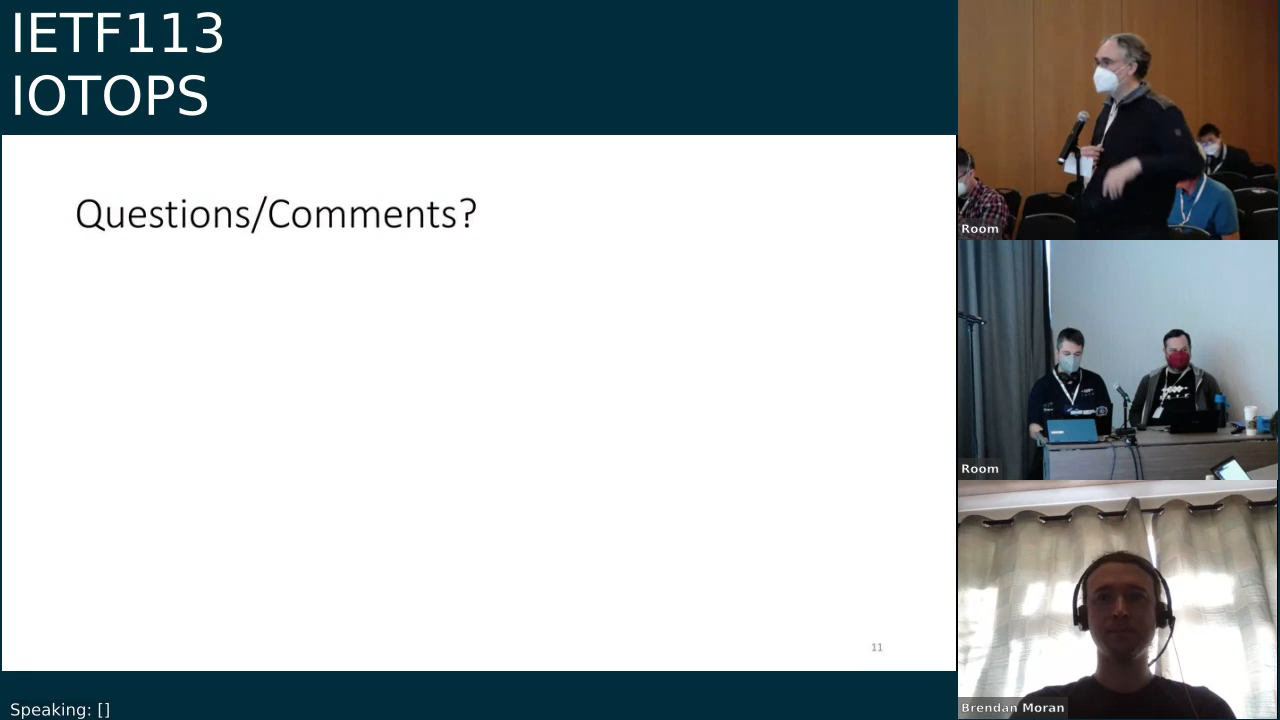 IETF113
IOTOPS
Questions/Comments?
11
Speaking: []
Room
Room
Brendan Moran